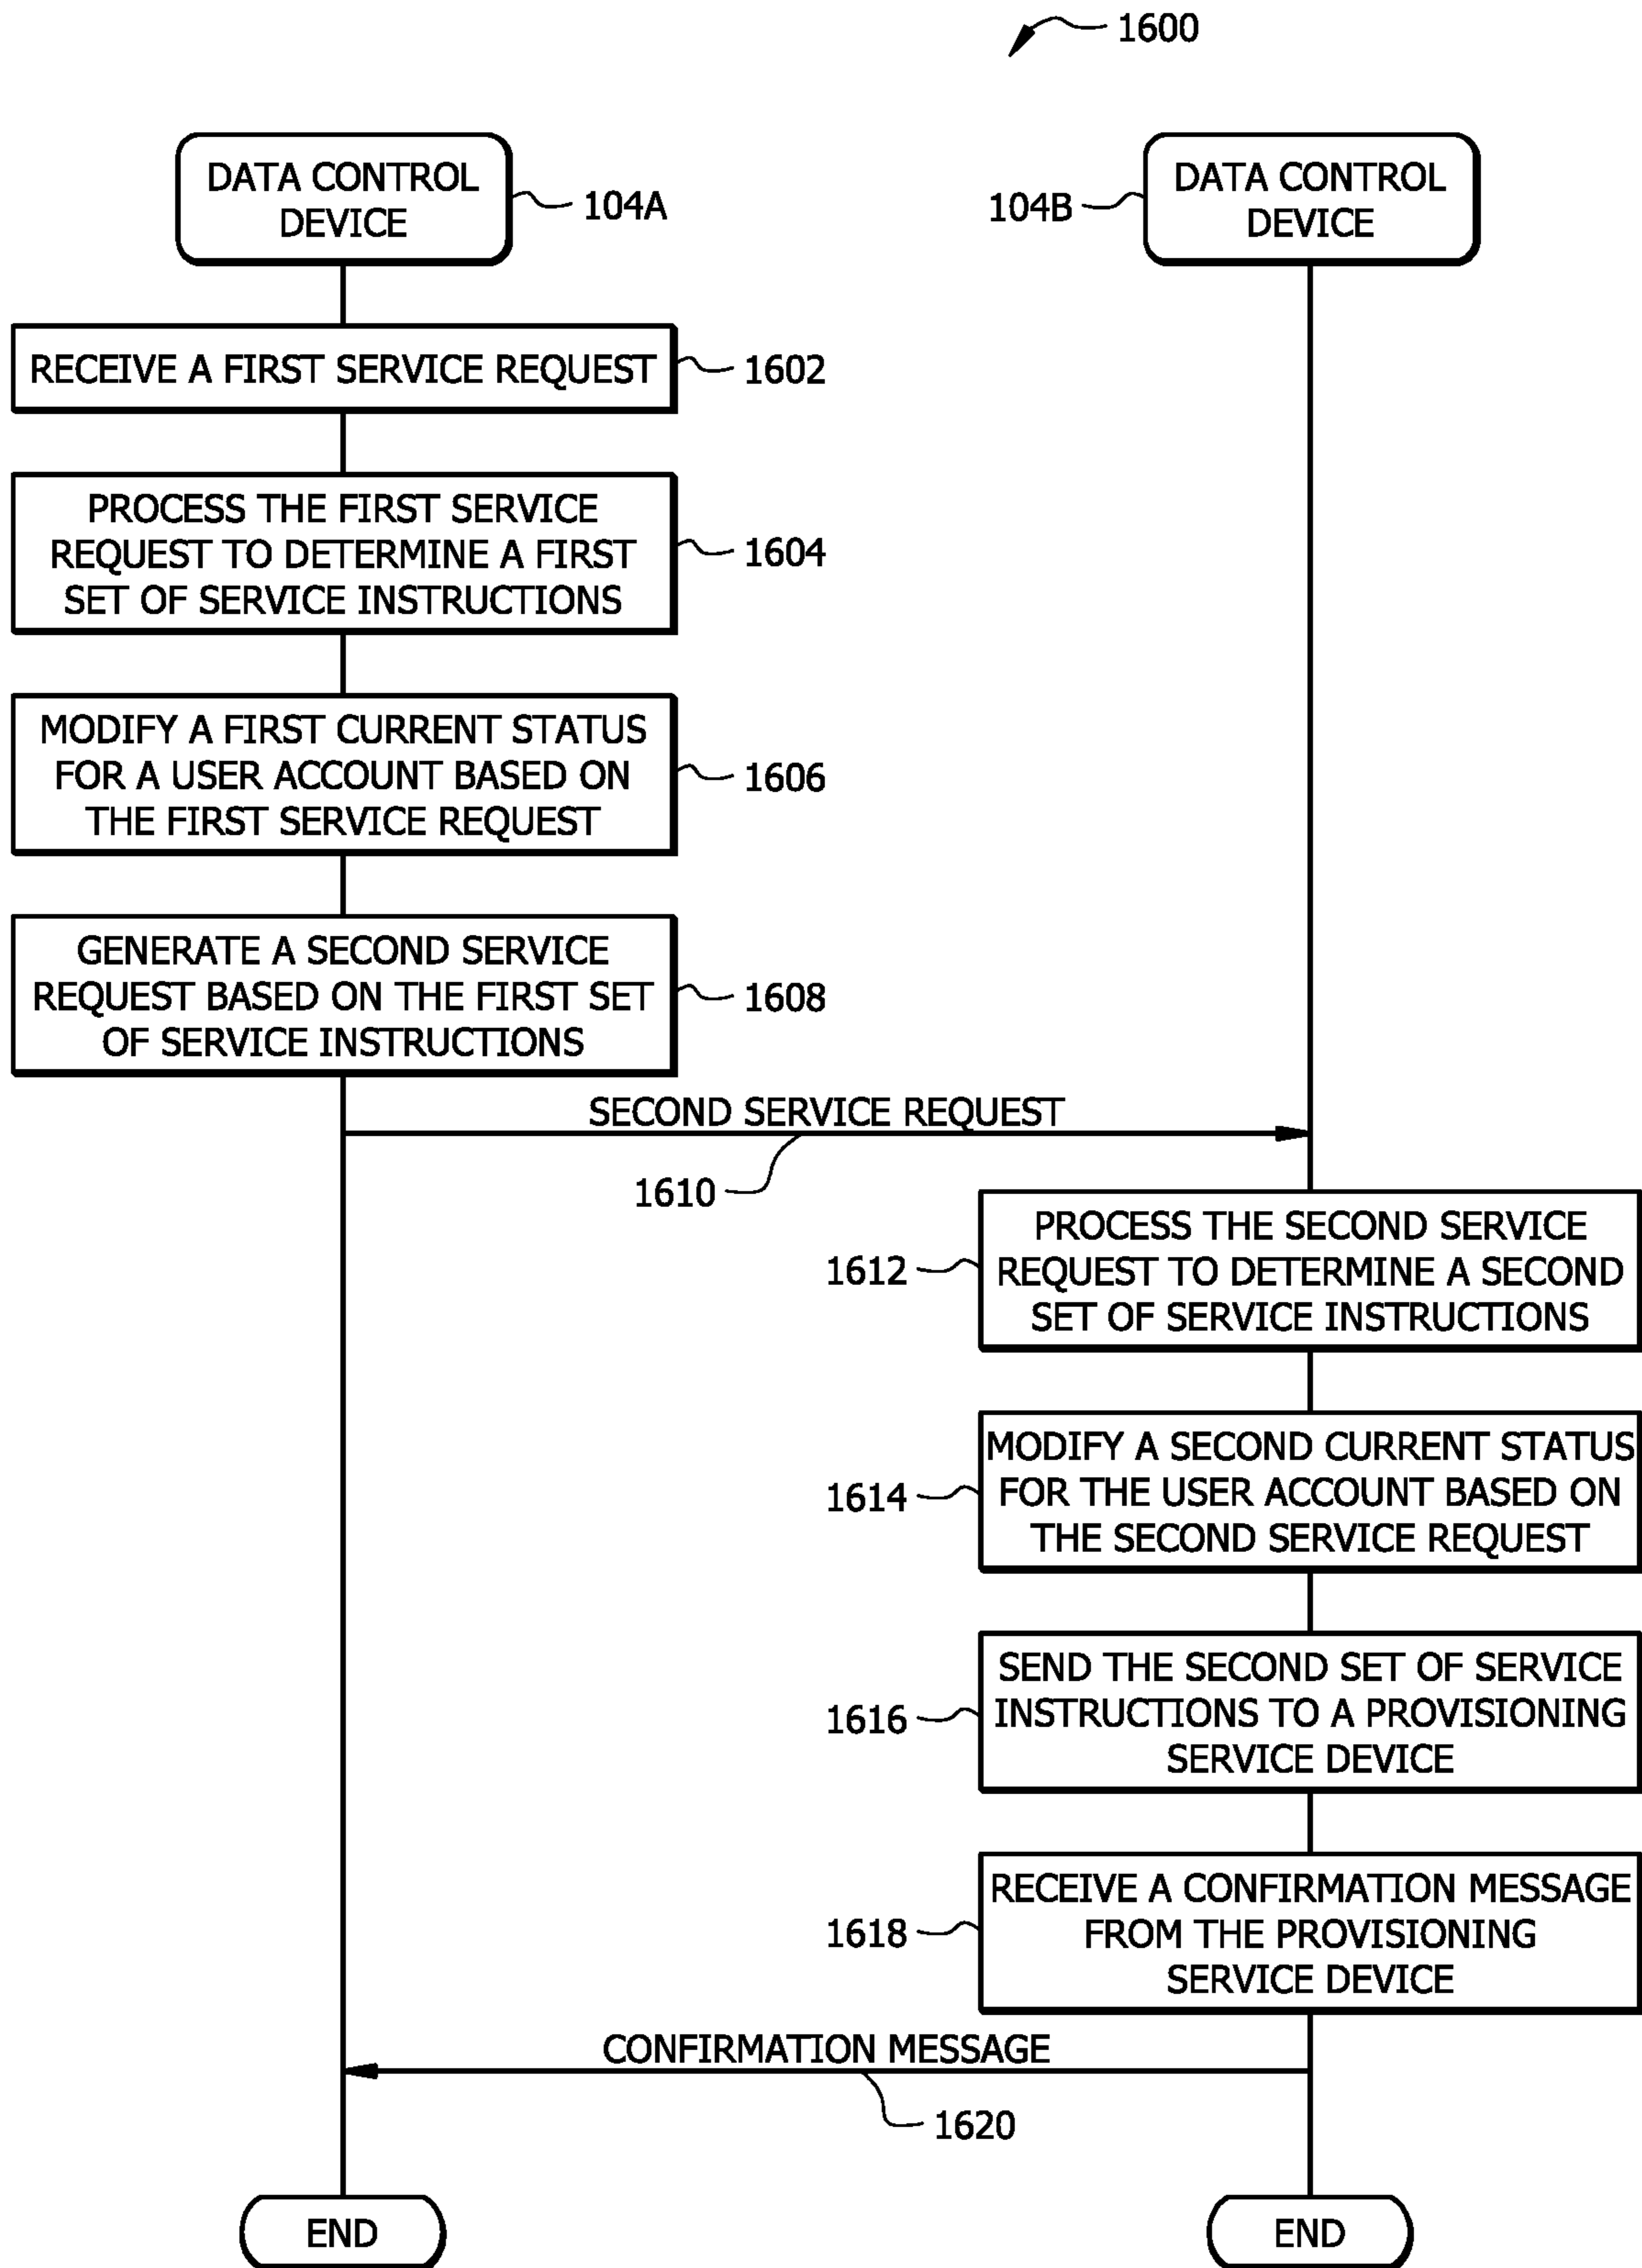 1600
DATA CONTROL
DEVICE
104A
104B
DATA CONTROL
DEVICE
RECEIVE A FIRST SERVICE REQUEST
1602
PROCESS THE FIRST SERVICE
REQUEST TO DETERMINE A FIRST
SET OF SERVICE INSTRUCTIONS
1604
MODIFY A FIRST CURRENT STATUS
FOR A USER ACCOUNT BASED ON
THE FIRST SERVICE REQUEST
1606
GENERATE A SECOND SERVICE
REQUEST BASED ON THE FIRST SET
OF SERVICE INSTRUCTIONS
1608
SECOND SERVICE REQUEST
1610
PROCESS THE SECOND SERVICE
REQUEST TO DETERMINE A SECOND
SET OF SERVICE INSTRUCTIONS
1612
MODIFY A SECOND CURRENT STATUS
FOR THE USER ACCOUNT BASED ON
THE SECOND SERVICE REQUEST
1614
SEND THE SECOND SET OF SERVICE
INSTRUCTIONS TO A PROVISIONING
SERVICE DEVICE
1616
RECEIVE A CONFIRMATION MESSAGE
FROM THE PROVISIONING
SERVICE DEVICE
1618
CONFIRMATION MESSAGE
1620
END
END